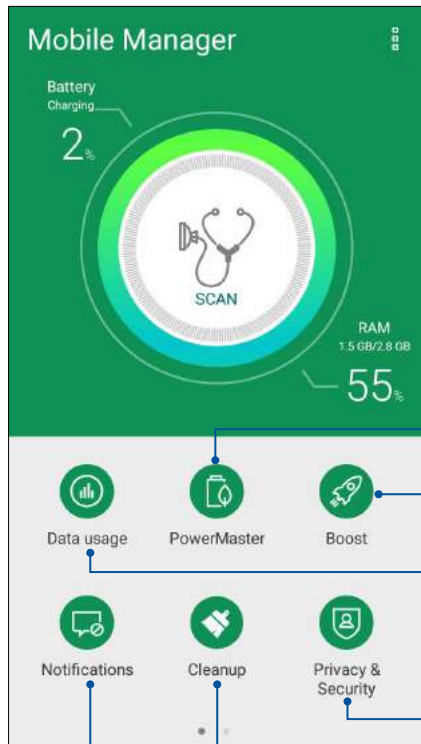 Mobile Manager
Battery
Charging
2%
SCAN
RAM
1.5 GB/2.8 GB
55%
Data usage
PowerMaster
Boost
Notifications
Cleanup
Privacy &
Security